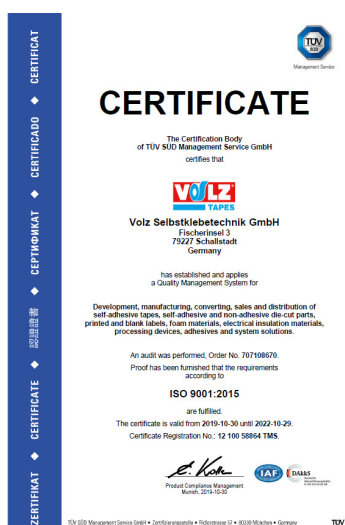 CERTIFICAT ◆ CERTIFICADO ◆ СЕРТИФИКАТ ◆ 認證證書 ◆ CERTIFICATE ◆ ZERTIFIKAT
TÜV
SÜD
Management Service
CERTIFICATE
The Certification Body
of TÜV SÜD Management Service GmbH
certifies that
VOLZ
TAPES
Volz Selbstklebetechnik GmbH
Fischerinsel 3
79227 Schallstadt
Germany
has established and applies
a Quality Management System for
Development, manufacturing, converting, sales and distribution of
self-adhesive tapes, self-adhesive and non-adhesive die-cut parts,
printed and blank labels, foam materials, electrical insulation materials,
processing devices, adhesives and system solutions.
An audit was performed, Order No. 707108670.
Proof has been furnished that the requirements
according to
ISO 9001:2015
are fulfilled.
The certificate is valid from 2019-10-30 until 2022-10-29.
Certificate Registration No.: 12 100 58864 TMS.
Product Compliance Management
Munich, 2019-10-30
IAF
DAkkS
TÜV SÜD Management Service GmbH • Zertifizierungsstelle • Ridlerstrasse 57 • 80339 München • Germany
TÜV